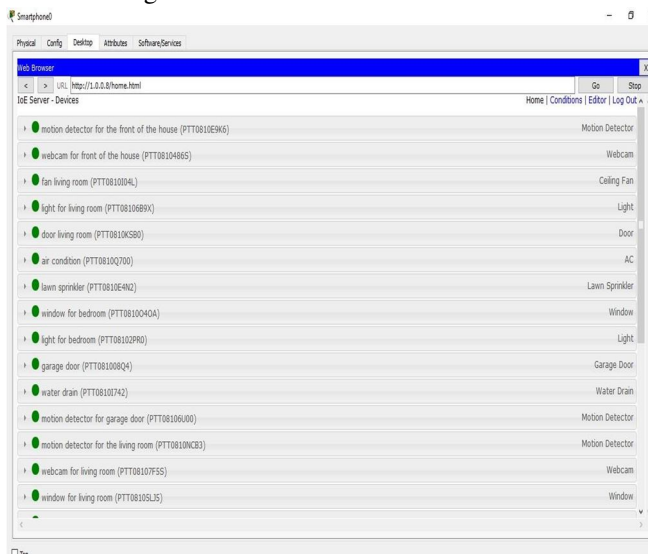 Smartphone0
Physical Config Desktop Attributes Software/Services
Web Browser X
< > URL http://1.0.0.8/home.html Go Stop
IoE Server - Devices Home | Conditions | Editor | Log Out
motion detector for the front of the house (PTT0810E9K6) Motion Detector
webcam for front of the house (PTT0810486S) Webcam
fan living room (PTT0810I04L) Ceiling Fan
light for living room (PTT08106B9X) Light
door living room (PTT0810KSB0) Door
air condition (PTT0810Q700) AC
lawn sprinkler (PTT0810E4N2) Lawn Sprinkler
window for bedroom (PTT0810O4OA) Window
light for bedroom (PTT08102PR0) Light
garage door (PTT081008Q4) Garage Door
water drain (PTT0810I742) Water Drain
motion detector for garage door (PTT08106U00) Motion Detector
motion detector for the living room (PTT0810NCB3) Motion Detector
webcam for living room (PTT08107F5S) Webcam
window for living room (PTT08105LJ5) Window